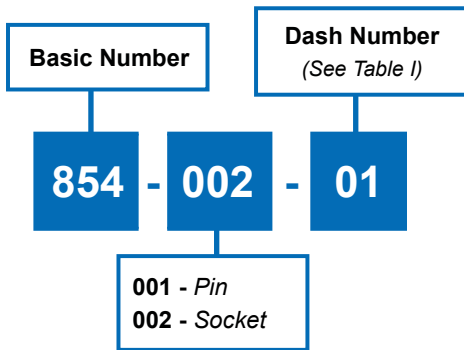 Basic Number
Dash Number
(See Table I)
854 - 002 - 01
001 - Pin
002 - Socket